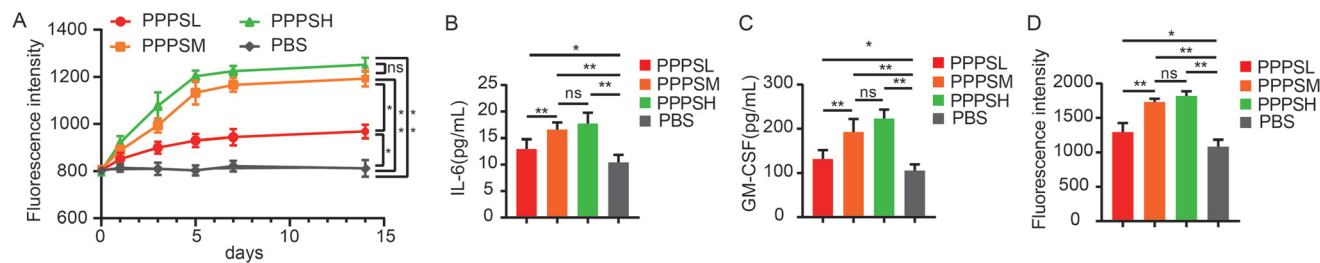 A
PPPSL
PPPSH
PPPSM
PBS
Fluorescence intensity
1400
1200
1000
800
600
0
5
10
15
days
ns
*
*
* *
* *
B
IL-6(pg/mL)
25
20
15
10
5
0
*
**
ns
**
**
PPPSL
PPPSM
PPPSH
PBS
C
GM-CSF(pg/mL)
300
200
100
0
*
**
ns
**
**
PPPSL
PPPSM
PPPSH
PBS
D
Fluorescence intensity
2000
1500
1000
500
0
*
**
ns
**
**
PPPSL
PPPSM
PPPSH
PBS